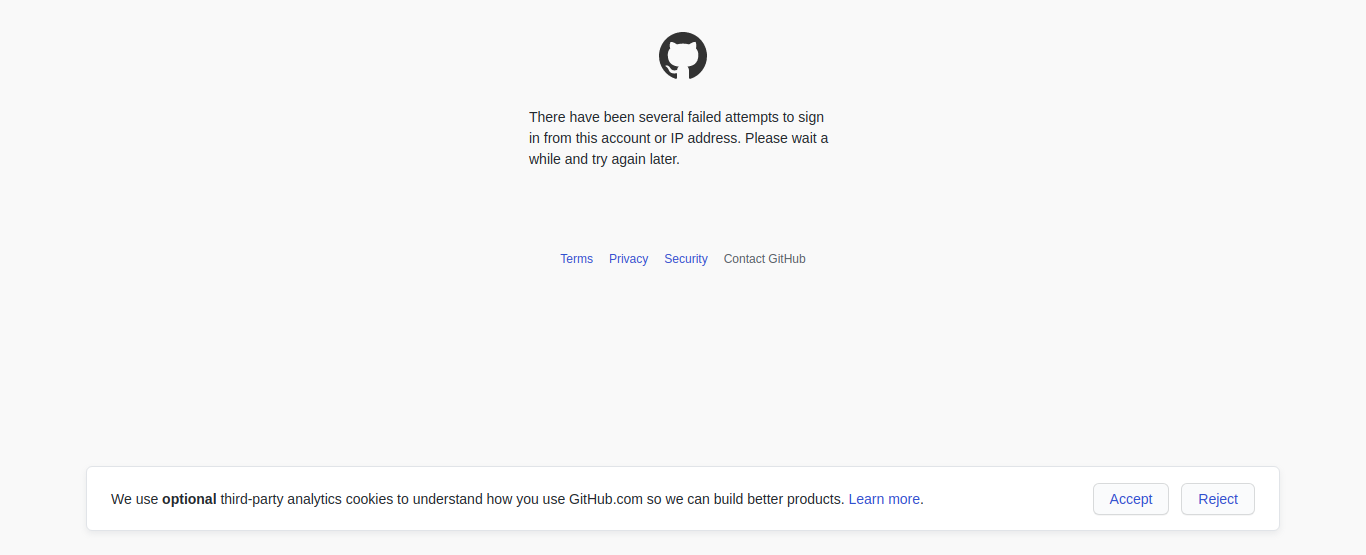 There have been several failed attempts to sign
in from this account or IP address. Please wait a
while and try again later.
Terms Privacy Security Contact GitHub
We use optional third-party analytics cookies to understand how you use GitHub.com so we can build better products. Learn more. Accept Reject